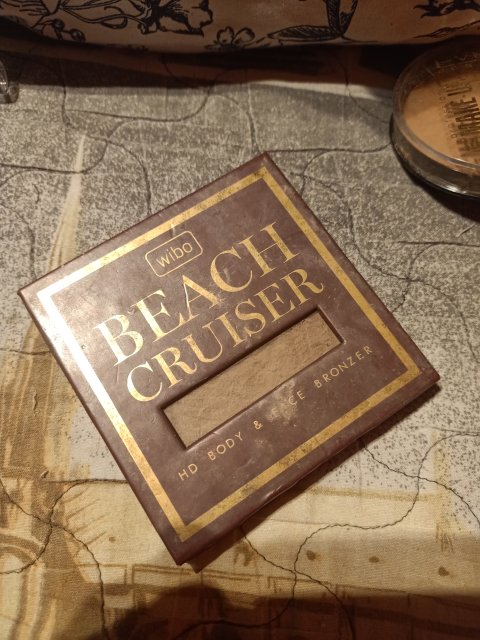 wibo
BEACH
CRUISER
HD BODY & FACE BRONZER